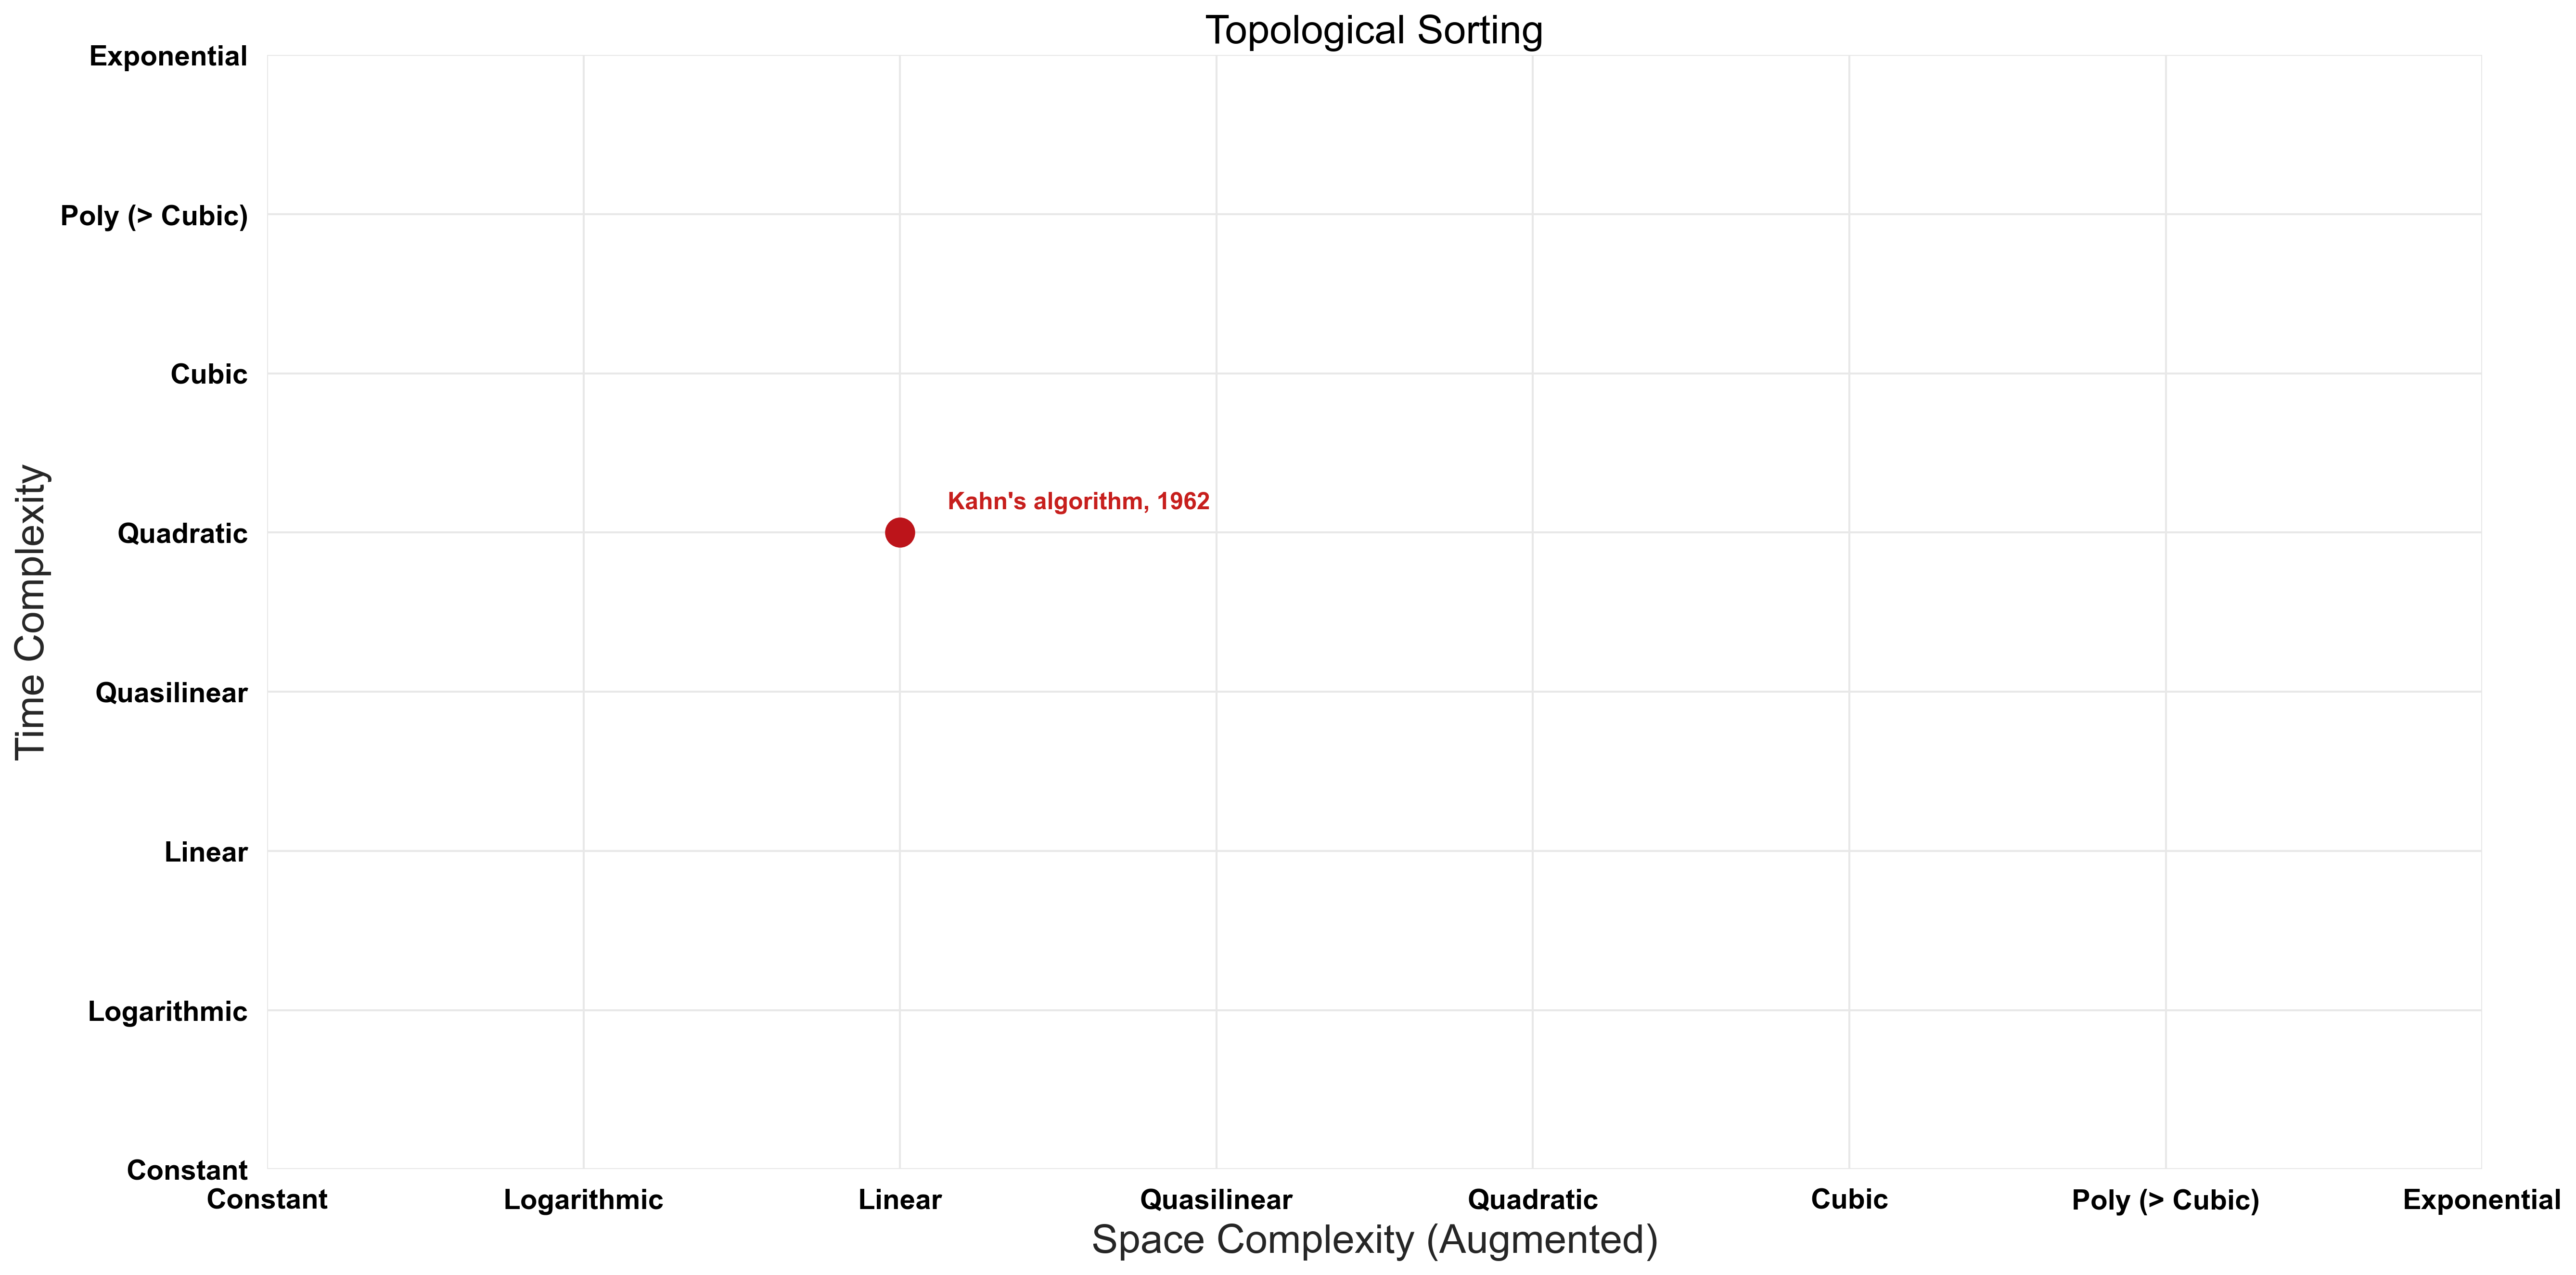 Topological Sorting
Exponential
Poly (> Cubic)
Cubic
Quadratic
Quasilinear
Linear
Logarithmic
Constant
Time Complexity
Kahn's algorithm, 1962
Constant Logarithmic Linear Quasilinear Quadratic Cubic Poly (> Cubic) Exponential
Space Complexity (Augmented)